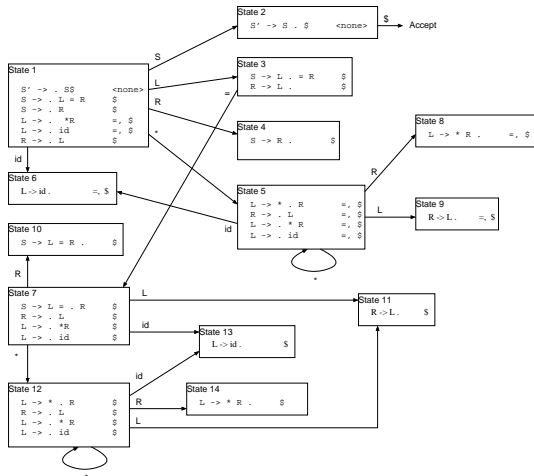 State 2
S' -> S . $ <none>
$
Accept
S
State 1
S' -> . S$ <none>
S -> . L = R $
S -> . R $
L -> . *R =, $
L -> . id =, $
R -> . L $
L
State 3
S -> L . = R $
R -> L . $
=
R
State 4
S -> R . $
*
State 8
L -> * R . =, $
id
State 6
L -> id . =, $
R
State 5
L -> * . R =, $
R -> . L =, $
L -> . * R =, $
L -> . id =, $
L
State 9
R -> L . =, $
id
*
State 10
S -> L = R . $
R
State 7
S -> L = . R $
R -> . L $
L -> . *R $
L -> . id $
L
State 11
R -> L . $
id
State 13
L -> id . $
*
State 12
L -> * . R $
R -> . L $
L -> . * R $
L -> . id $
id
R
State 14
L -> * R . $
L
*